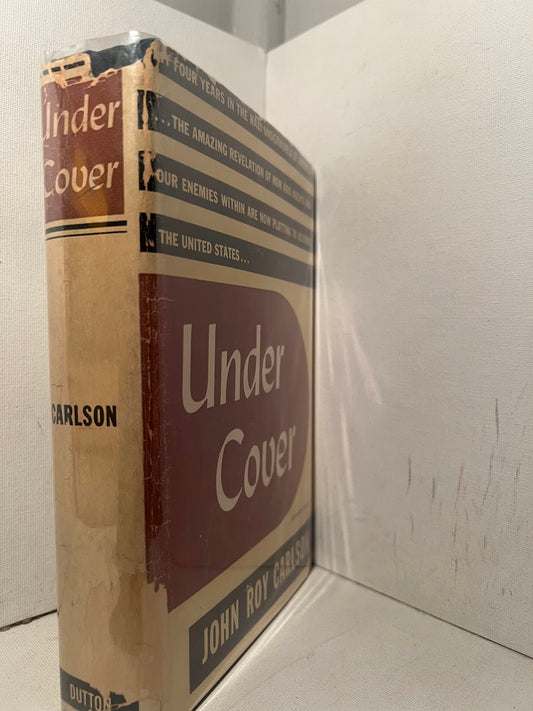 Under
Cover
CARLSON
DUTTON
FOUR YEARS IN THE NAZI UNDERWORLD OF
...THE AMAZING REVELATION OF HOW AXIS AGENTS AND
OUR ENEMIES WITHIN ARE NOW PLOTTING TO DESTROY
THE UNITED STATES...
Under
Cover
JOHN ROY CARLSON